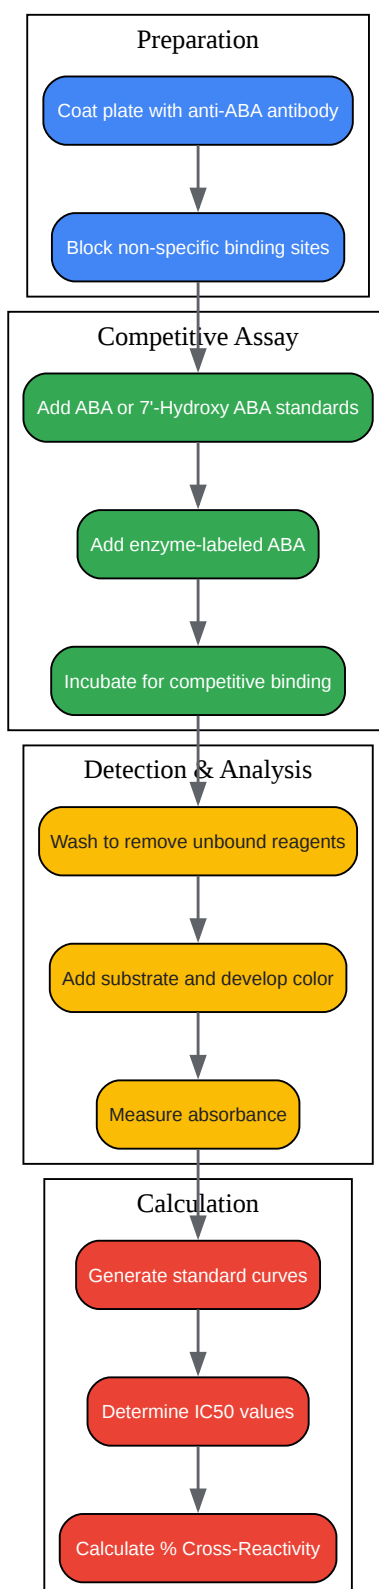 Preparation
Coat plate with anti-ABA antibody
Block non-specific binding sites
Competitive Assay
Add ABA or 7'-Hydroxy ABA standards
Add enzyme-labeled ABA
Incubate for competitive binding
Detection & Analysis
Wash to remove unbound reagents
Add substrate and develop color
Measure absorbance
Calculation
Generate standard curves
Determine IC50 values
Calculate % Cross-Reactivity